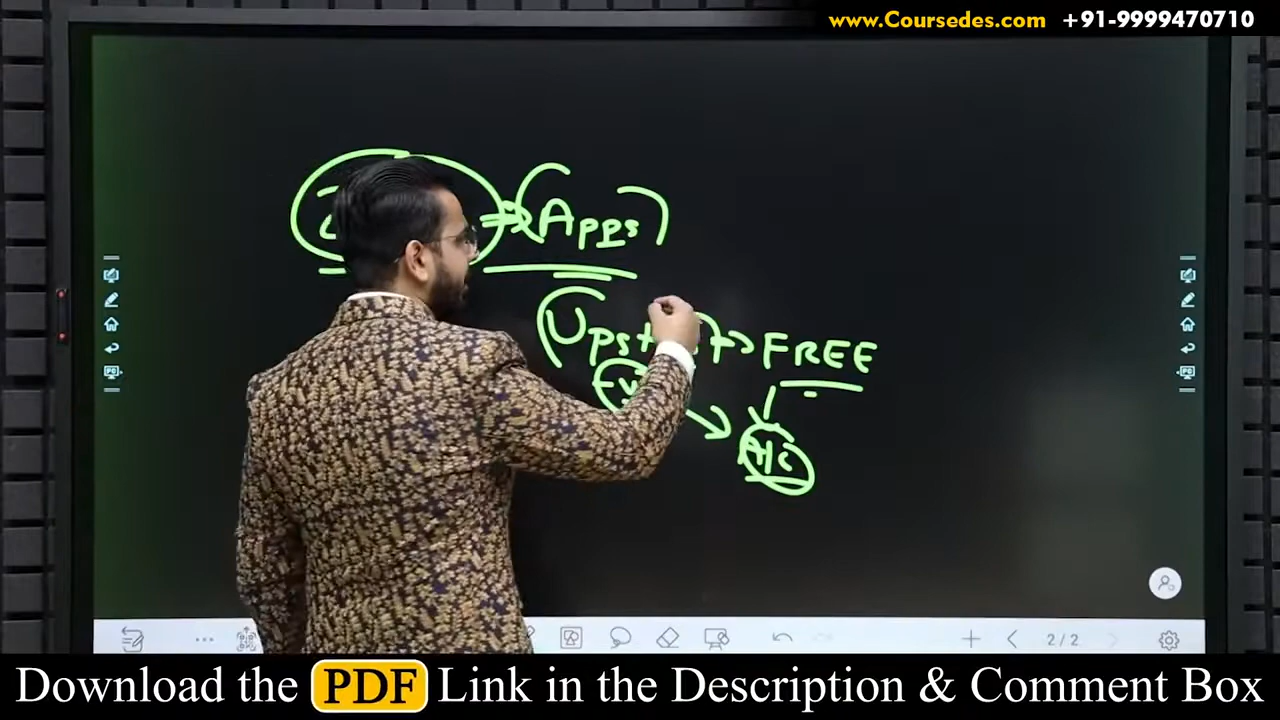 www.Coursedes.com +91-9999470710
Apps
FREE
A/C
2/2
Download the PDF Link in the Description & Comment Box